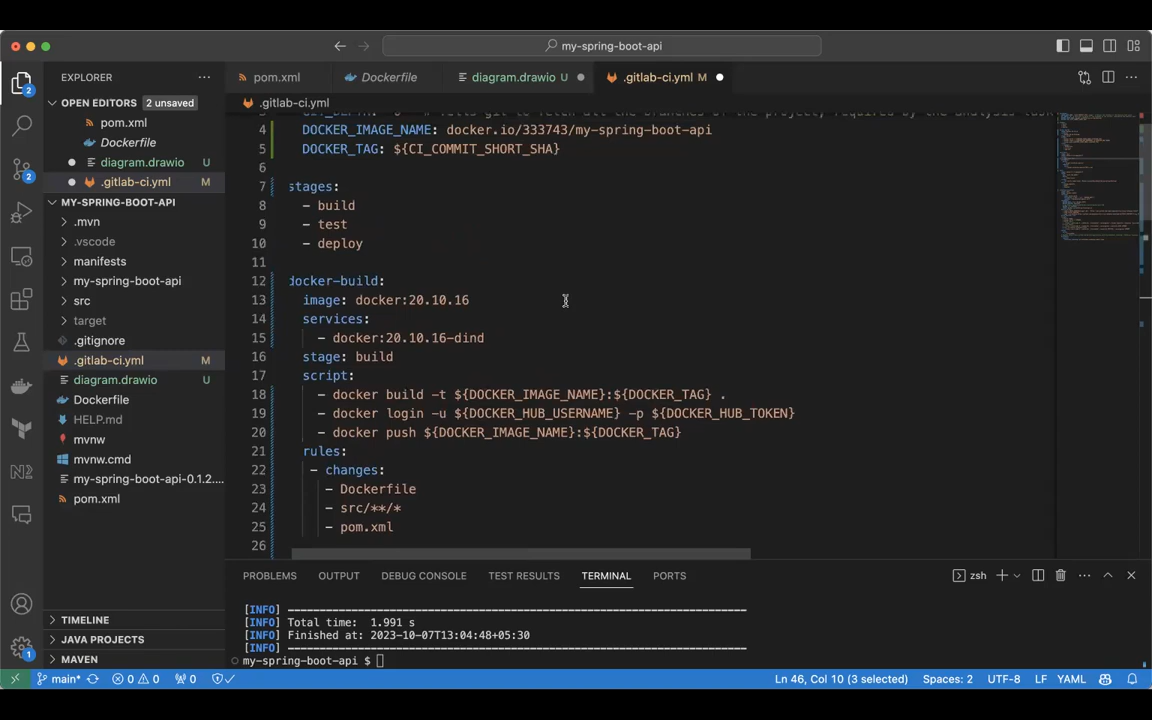 my-spring-boot-api
EXPLORER
OPEN EDITORS 2 unsaved
pom.xml
Dockerfile
diagram.drawio U
.gitlab-ci.yml M
MY-SPRING-BOOT-API
.mvn
.vscode
manifests
my-spring-boot-api
src
target
.gitignore
.gitlab-ci.yml M
diagram.drawio U
Dockerfile
HELP.md
mvnw
mvnw.cmd
my-spring-boot-api-0.1.2....
pom.xml
TIMELINE
JAVA PROJECTS
MAVEN
pom.xml Dockerfile diagram.drawio U .gitlab-ci.yml M
.gitlab-ci.yml
4 DOCKER_IMAGE_NAME: docker.io/333743/my-spring-boot-api
5 DOCKER_TAG: ${CI_COMMIT_SHORT_SHA}
6
7 stages:
8 - build
9 - test
10 - deploy
11
12 docker-build:
13 image: docker:20.10.16
14 services:
15 - docker:20.10.16-dind
16 stage: build
17 script:
18 - docker build -t ${DOCKER_IMAGE_NAME}:${DOCKER_TAG} .
19 - docker login -u ${DOCKER_HUB_USERNAME} -p ${DOCKER_HUB_TOKEN}
20 - docker push ${DOCKER_IMAGE_NAME}:${DOCKER_TAG}
21 rules:
22 - changes:
23 - Dockerfile
24 - src/**/*
25 - pom.xml
26
PROBLEMS OUTPUT DEBUG CONSOLE TEST RESULTS TERMINAL PORTS zsh
[INFO] ------------------------------------------------------------------------
[INFO] Total time: 1.991 s
[INFO] Finished at: 2023-10-07T13:04:48+05:30
[INFO] ------------------------------------------------------------------------
my-spring-boot-api $
main* 0 0 0 Ln 46, Col 10 (3 selected) Spaces: 2 UTF-8 LF YAML